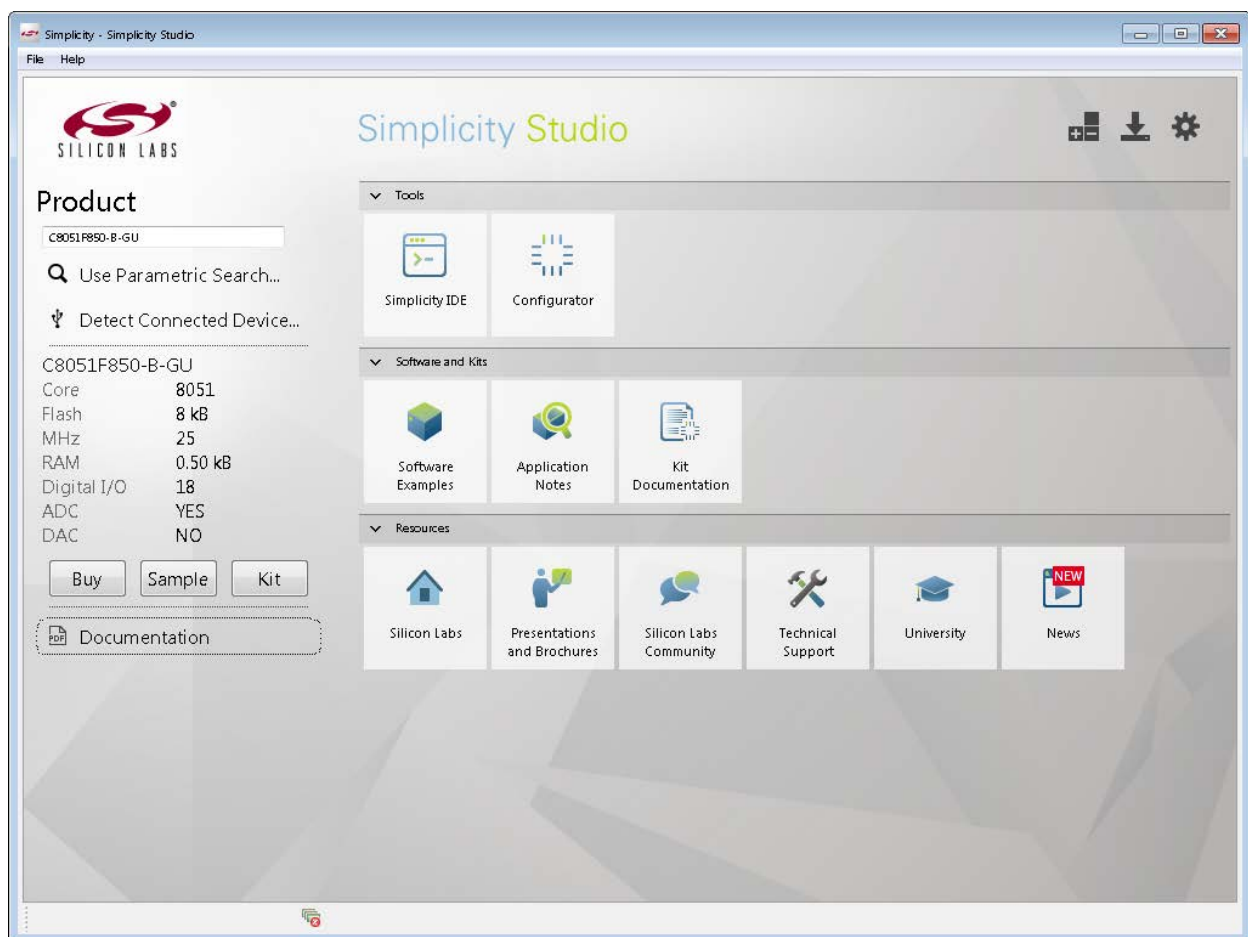 Simplicity - Simplicity Studio
File Help
SILICON LABS
Simplicity Studio
Product
C8051F850-B-GU
Use Parametric Search...
Detect Connected Device...
C8051F850-B-GU
Core 8051
Flash 8 kB
MHz 25
RAM 0.50 kB
Digital I/O 18
ADC YES
DAC NO
Buy Sample Kit
PDF Documentation
Tools
Simplicity IDE Configurator
Software and Kits
Software Application Kit
Examples Notes Documentation
Resources
NEW
Silicon Labs Presentations Silicon Labs Technical University News
and Brochures Community Support